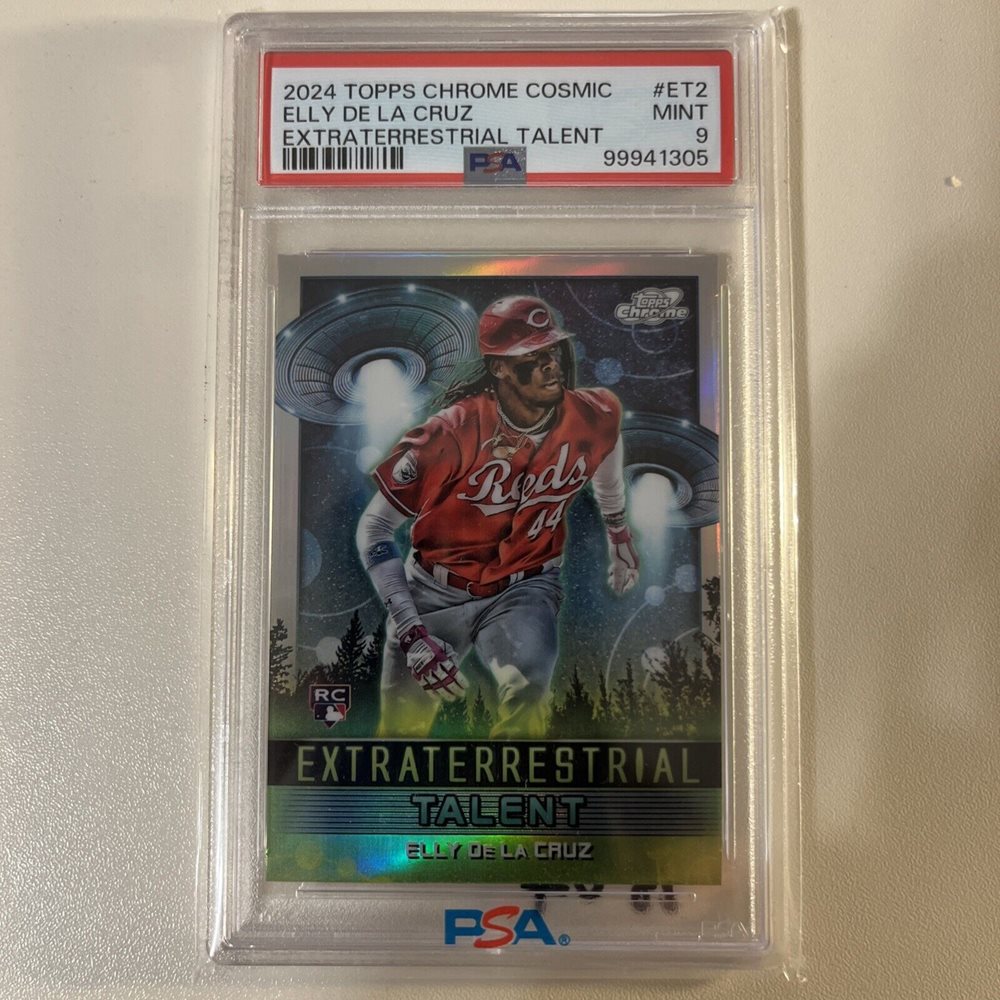 2024 TOPPS CHROME COSMIC #ET2
ELLY DE LA CRUZ MINT
EXTRATERRESTRIAL TALENT 9
PSA 99941305
Topps
Chrome
C
Reds
44
RC
EXTRATERRESTRIAL
TALENT
ELLY DE LA CRUZ
PSA®
PSA